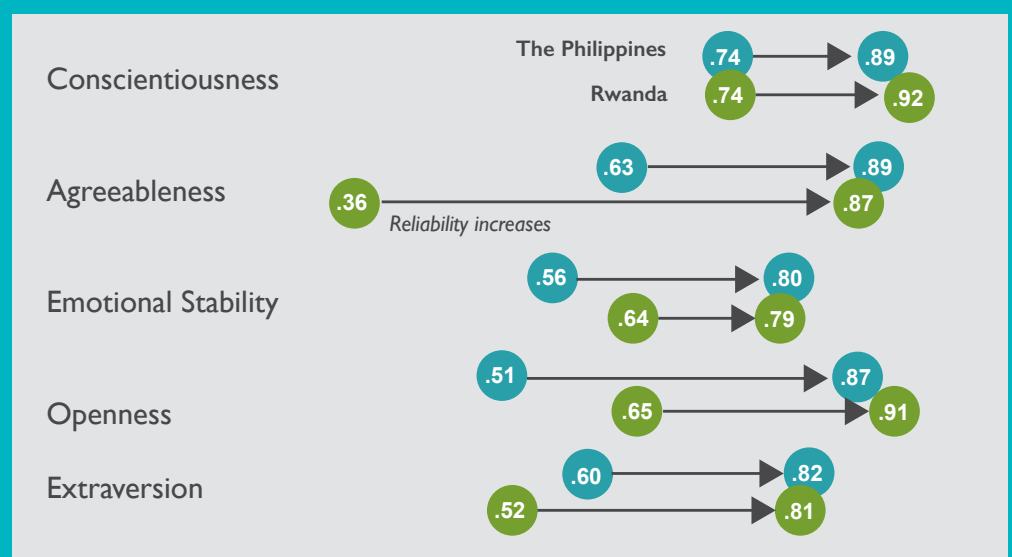 The Philippines .74 .89
Conscientiousness
Rwanda .74 .92
.63 .89
Agreeableness
.36 .87
Reliability increases
.56 .80
Emotional Stability
.64 .79
.51 .87
Openness
.65 .91
.60 .82
Extraversion
.52 .81